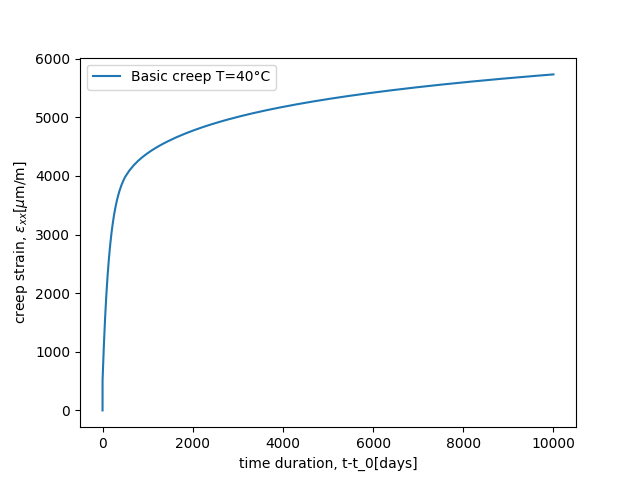 Basic creep T=40°C
6000
5000
4000
3000
2000
1000
0
creep strain, εxx[μm/m]
0 2000 4000 6000 8000 10000
time duration, t-t_0[days]